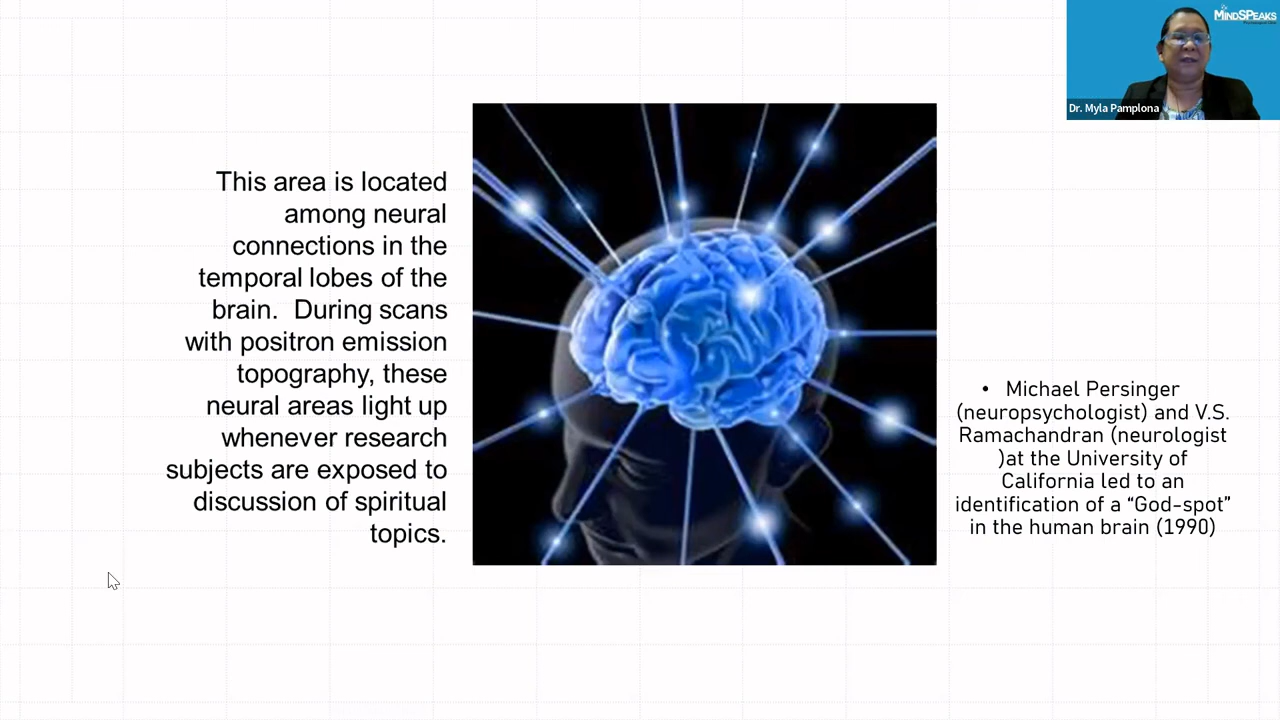 MINDSPEAKS
Dr. Myla Pamplona
This area is located
among neural
connections in the
temporal lobes of the
brain.  During scans
with positron emission
topography, these
neural areas light up
whenever research
subjects are exposed to
discussion of spiritual
topics.
• Michael Persinger
(neuropsychologist) and V.S.
Ramachandran (neurologist
)at the University of
California led to an
identification of a “God-spot”
in the human brain (1990)